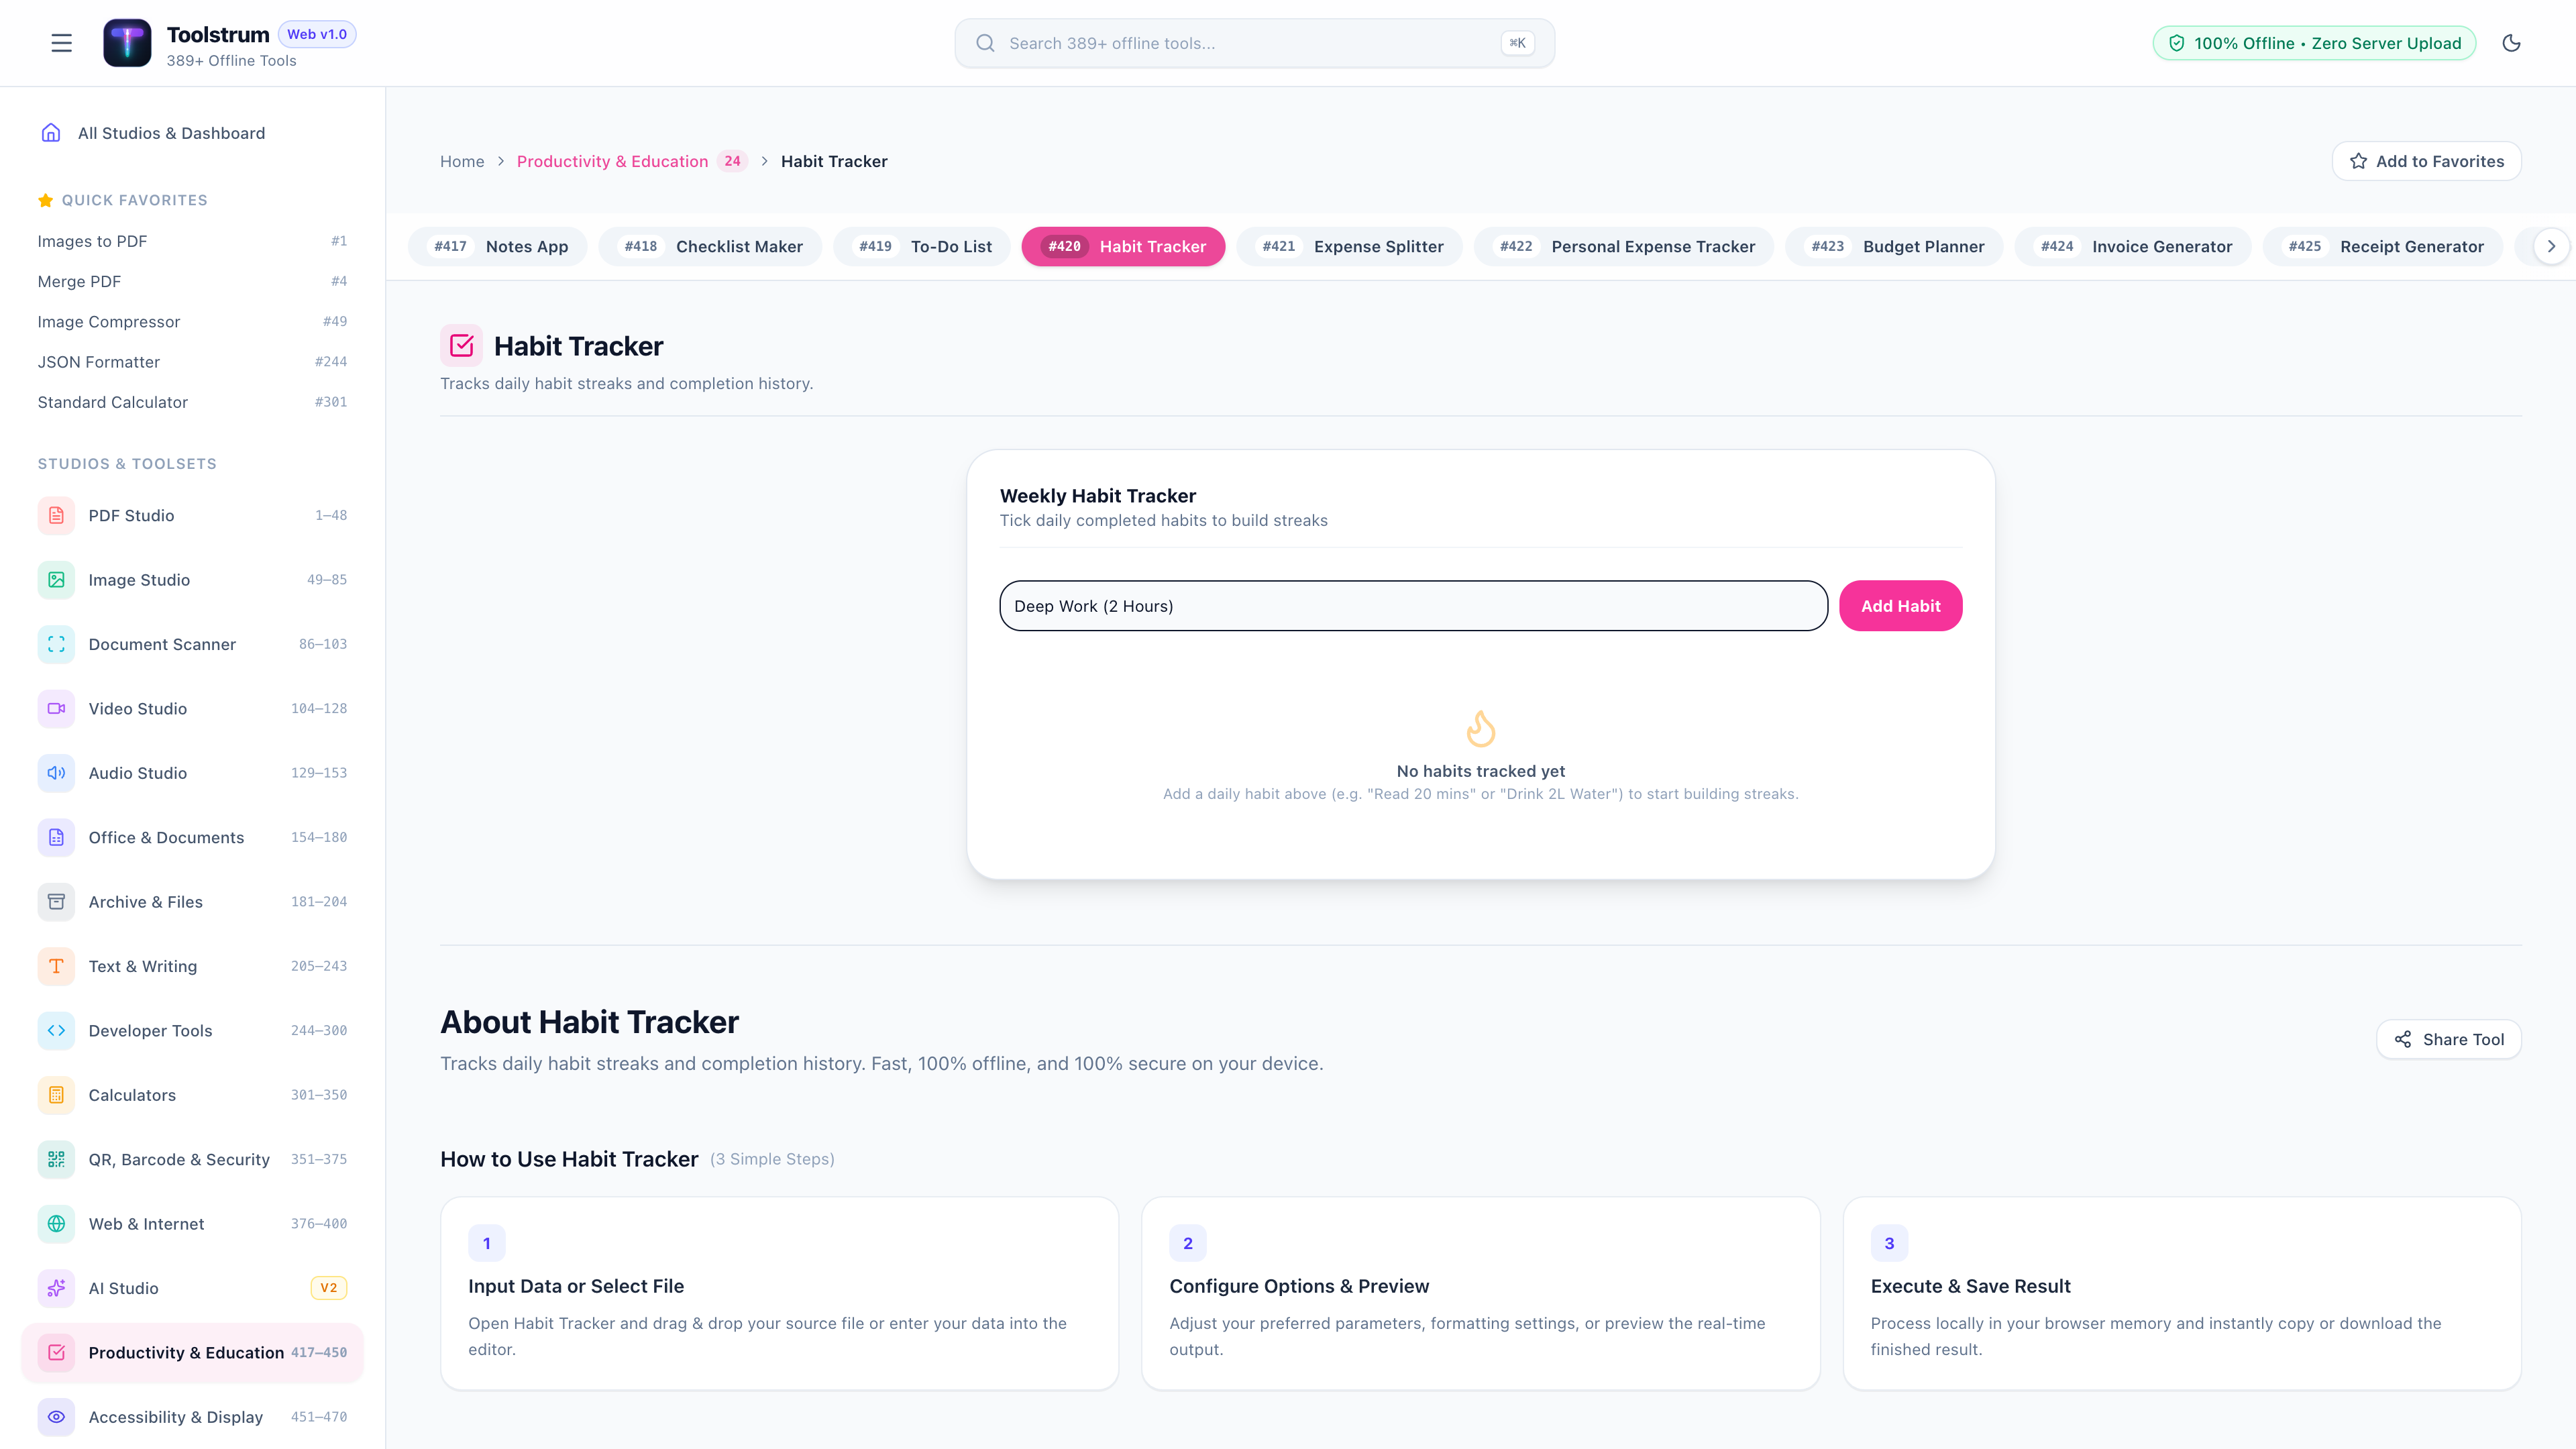 Toolstrum Web v1.0
389+ Offline Tools
Search 389+ offline tools...
⌘K
100% Offline • Zero Server Upload
All Studios & Dashboard
QUICK FAVORITES
Images to PDF #1
Merge PDF #4
Image Compressor #49
JSON Formatter #244
Standard Calculator #301
STUDIOS & TOOLSETS
PDF Studio 1–48
Image Studio 49–85
Document Scanner 86–103
Video Studio 104–128
Audio Studio 129–153
Office & Documents 154–180
Archive & Files 181–204
Text & Writing 205–243
Developer Tools 244–300
Calculators 301–350
QR, Barcode & Security 351–375
Web & Internet 376–400
AI Studio V2
Productivity & Education 417–450
Accessibility & Display 451–470
Home > Productivity & Education 24 > Habit Tracker
Add to Favorites
#417 Notes App
#418 Checklist Maker
#419 To-Do List
#420 Habit Tracker
#421 Expense Splitter
#422 Personal Expense Tracker
#423 Budget Planner
#424 Invoice Generator
#425 Receipt Generator
Habit Tracker
Tracks daily habit streaks and completion history.
Weekly Habit Tracker
Tick daily completed habits to build streaks
Deep Work (2 Hours)
Add Habit
No habits tracked yet
Add a daily habit above (e.g. "Read 20 mins" or "Drink 2L Water") to start building streaks.
About Habit Tracker
Tracks daily habit streaks and completion history. Fast, 100% offline, and 100% secure on your device.
Share Tool
How to Use Habit Tracker (3 Simple Steps)
1
Input Data or Select File
Open Habit Tracker and drag & drop your source file or enter your data into the
editor.
2
Configure Options & Preview
Adjust your preferred parameters, formatting settings, or preview the real-time
output.
3
Execute & Save Result
Process locally in your browser memory and instantly copy or download the
finished result.